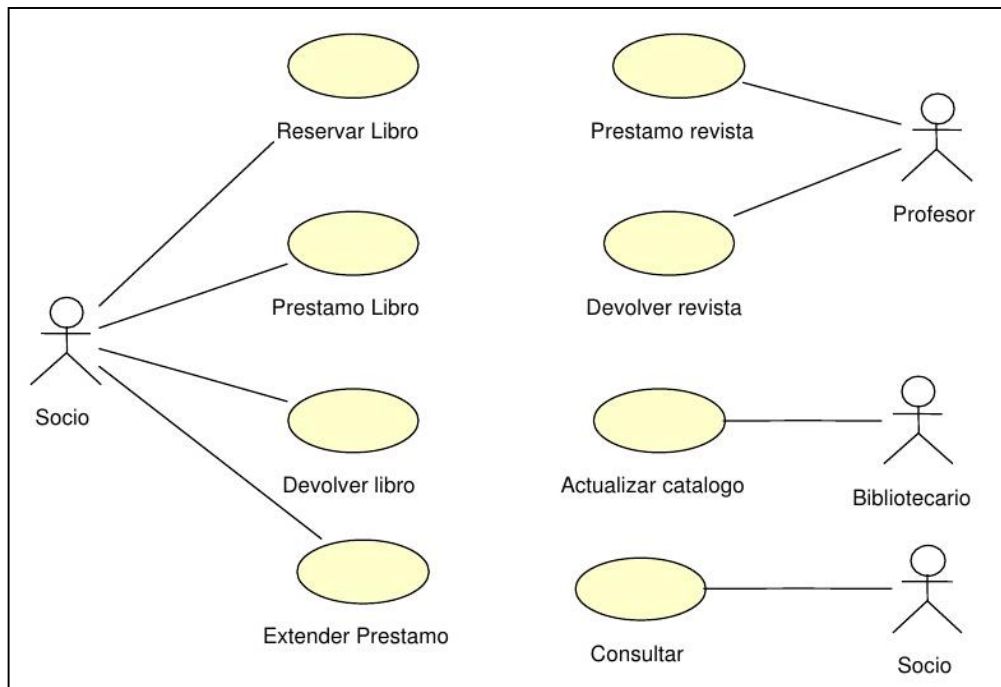 Reservar Libro
Prestamo revista
Profesor
Prestamo Libro
Devolver revista
Socio
Devolver libro
Actualizar catalogo
Bibliotecario
Extender Prestamo
Consultar
Socio